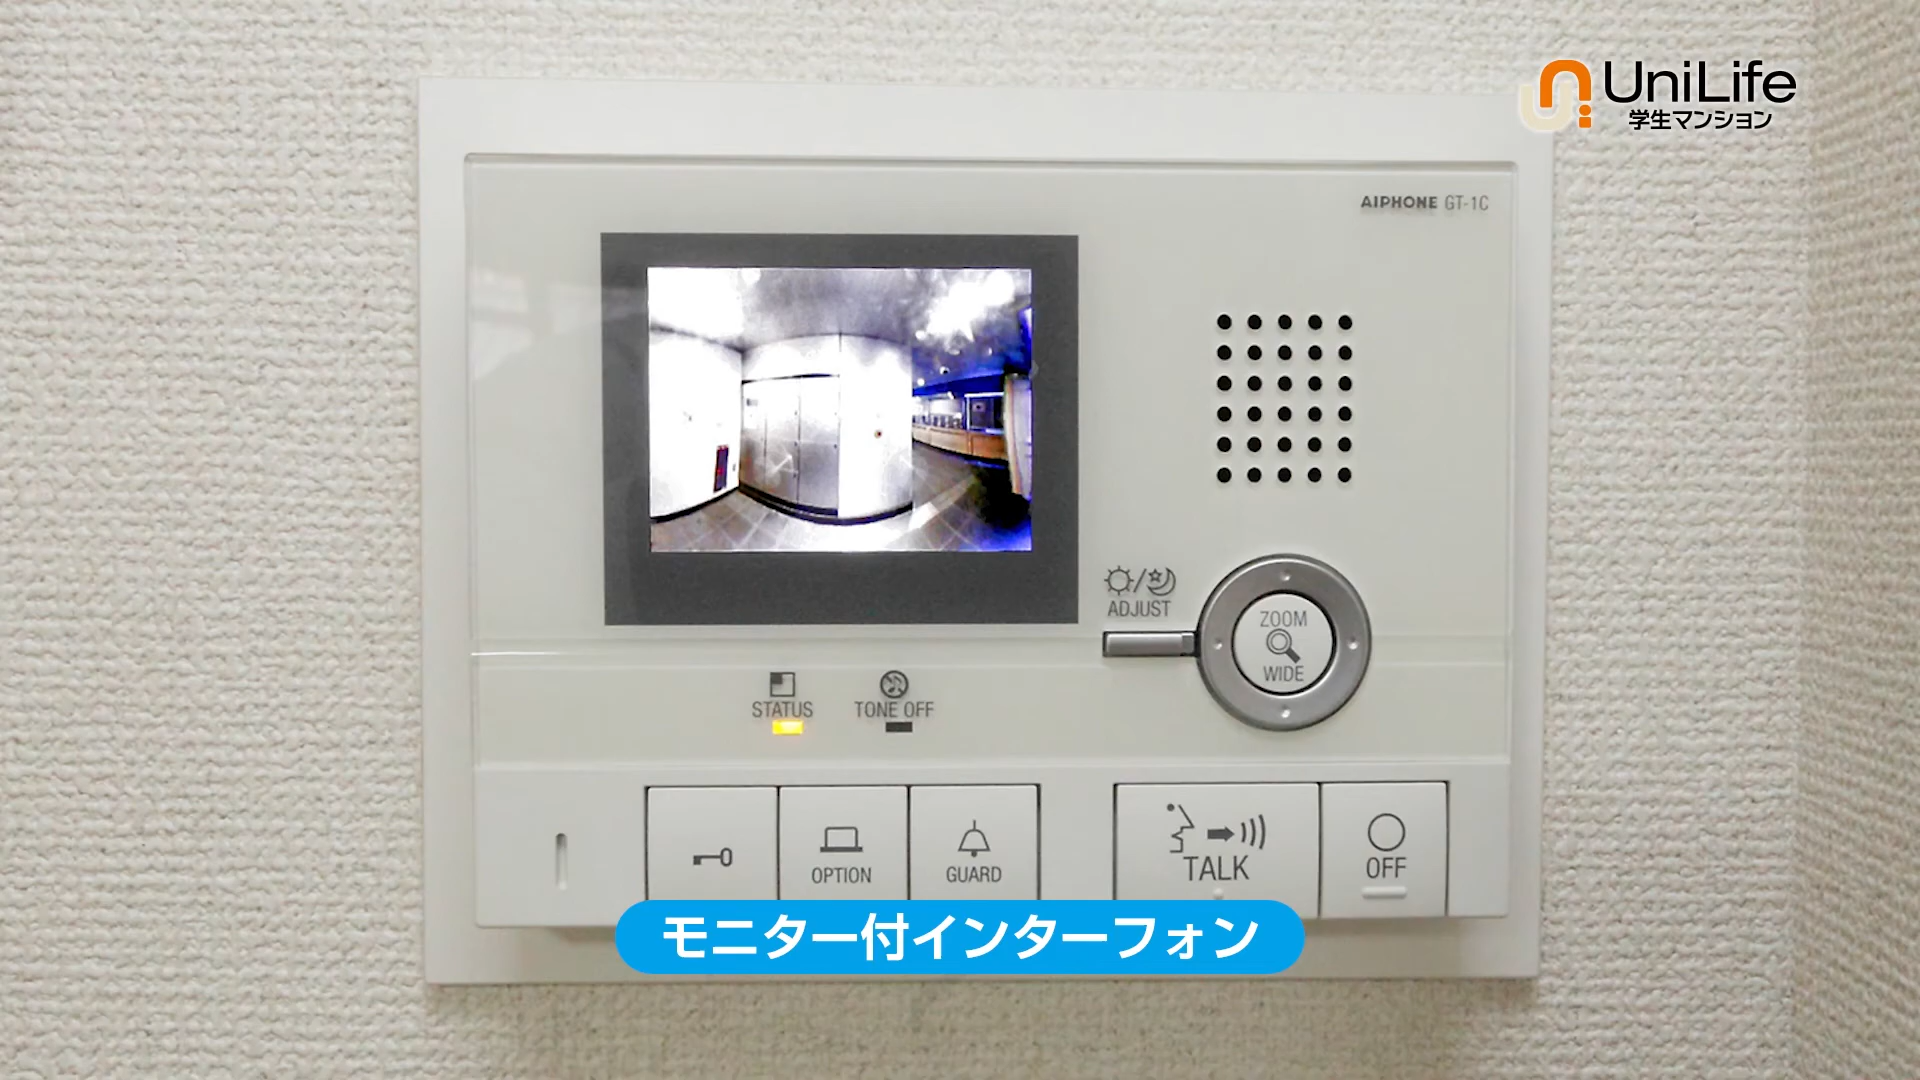 UniLife
学生マンション
AIPHONE GT-1C
ADJUST
ZOOM
WIDE
STATUS
TONE OFF
OPTION
GUARD
TALK
OFF
モニター付インターフォン